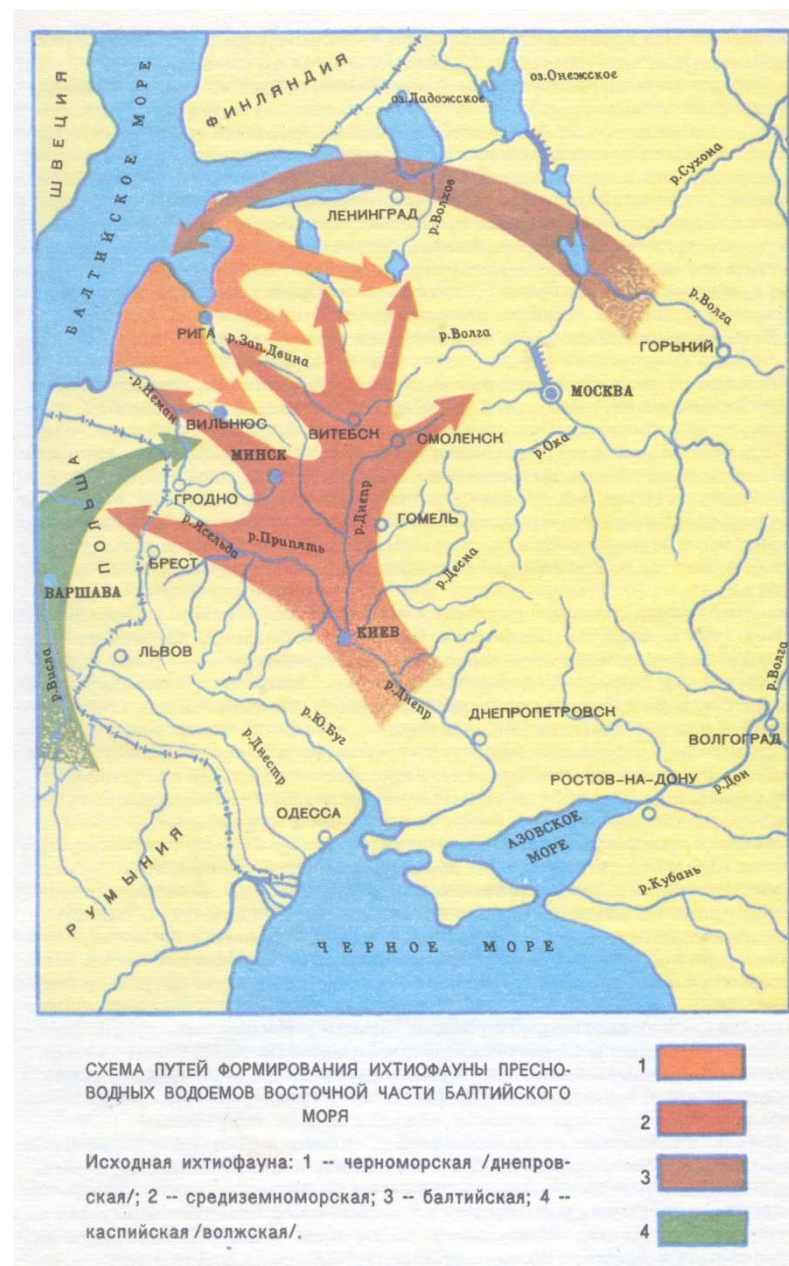 ШВЕЦИЯ
БАЛТИЙСКОЕ МОРЕ
ФИНЛЯНДИЯ
оз.Ладожское
оз.Онежское
р.Сухона
ЛЕНИНГРАД
р.Волхов
РИГА
р.Зап.Двина
р.Волга
р.Волга
ГОРЬКИЙ
МОСКВА
р.Неман
ВИЛЬНЮС
ВИТЕБСК
СМОЛЕНСК
р.Ока
МИНСК
ПОЛЬША
ГРОДНО
р.Ясельда
р.Припять
р.Днепр
ГОМЕЛЬ
р.Десна
БРЕСТ
ВАРШАВА
КИЕВ
ЛЬВОВ
р.Висла
р.Днепр
р.Волга
р.Ю.Буг
ДНЕПРОПЕТРОВСК
р.Днестр
ВОЛГОГРАД
РОСТОВ-НА-ДОНУ
р.Дон
ОДЕССА
АЗОВСКОЕ
МОРЕ
РУМЫНИЯ
р.Кубань
ЧЕРНОЕ МОРЕ
СХЕМА ПУТЕЙ ФОРМИРОВАНИЯ ИХТИОФАУНЫ ПРЕСНО-
ВОДНЫХ ВОДОЕМОВ ВОСТОЧНОЙ ЧАСТИ БАЛТИЙСКОГО
МОРЯ
Исходная ихтиофауна: 1 -- черноморская /днепров-
ская/; 2 -- средиземноморская; 3 -- балтийская; 4 --
каспийская /волжская/.
1
2
3
4